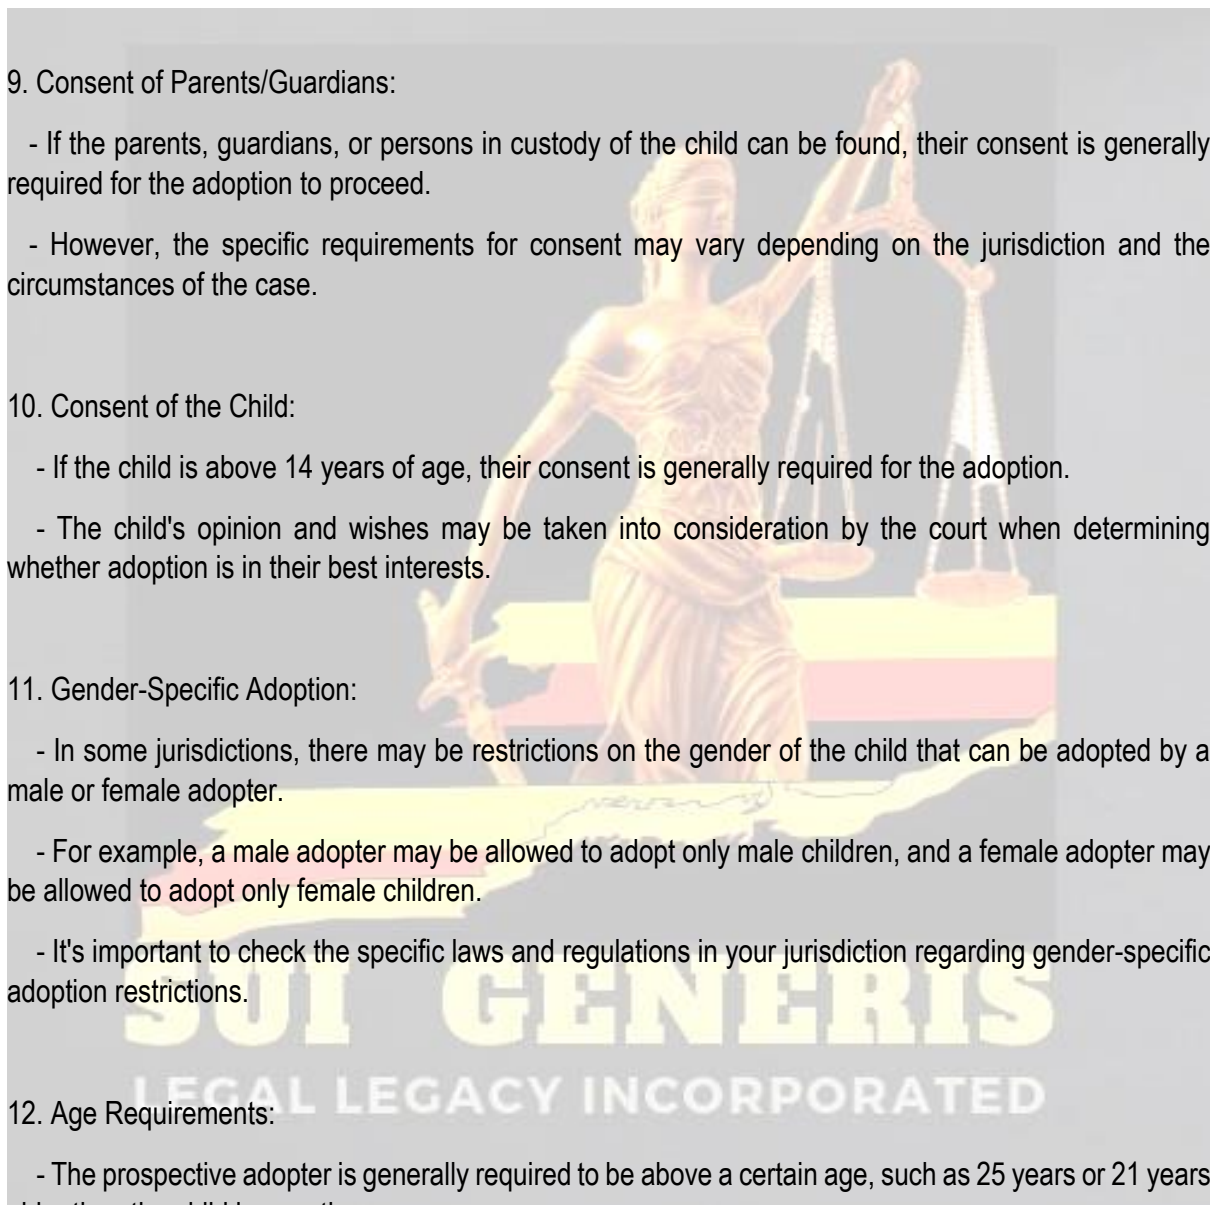 9. Consent of Parents/Guardians:
- If the parents, guardians, or persons in custody of the child can be found, their consent is generally
required for the adoption to proceed.
- However, the specific requirements for consent may vary depending on the jurisdiction and the
circumstances of the case.
10. Consent of the Child:
- If the child is above 14 years of age, their consent is generally required for the adoption.
- The child's opinion and wishes may be taken into consideration by the court when determining
whether adoption is in their best interests.
11. Gender-Specific Adoption:
- In some jurisdictions, there may be restrictions on the gender of the child that can be adopted by a
male or female adopter.
- For example, a male adopter may be allowed to adopt only male children, and a female adopter may
be allowed to adopt only female children.
- It's important to check the specific laws and regulations in your jurisdiction regarding gender-specific
adoption restrictions.
SUI GENERIS
LEGAL LEGACY INCORPORATED
12. Age Requirements:
- The prospective adopter is generally required to be above a certain age, such as 25 years or 21 years